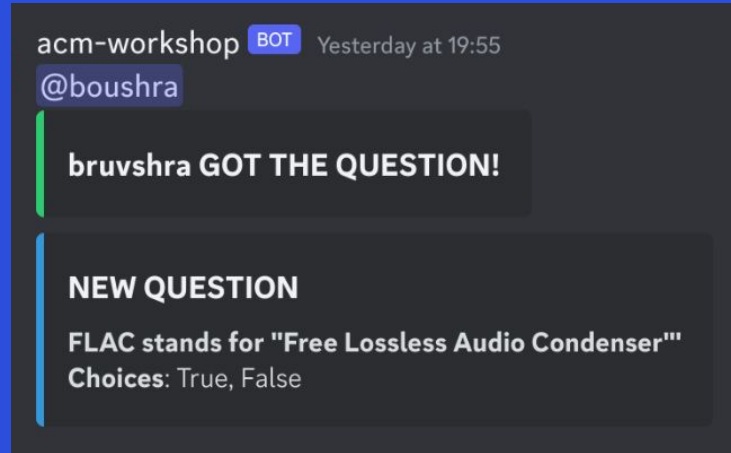 acm-workshop BOT Yesterday at 19:55
@boushra
bruvshra GOT THE QUESTION!
NEW QUESTION
FLAC stands for "Free Lossless Audio Condenser"'
Choices: True, False